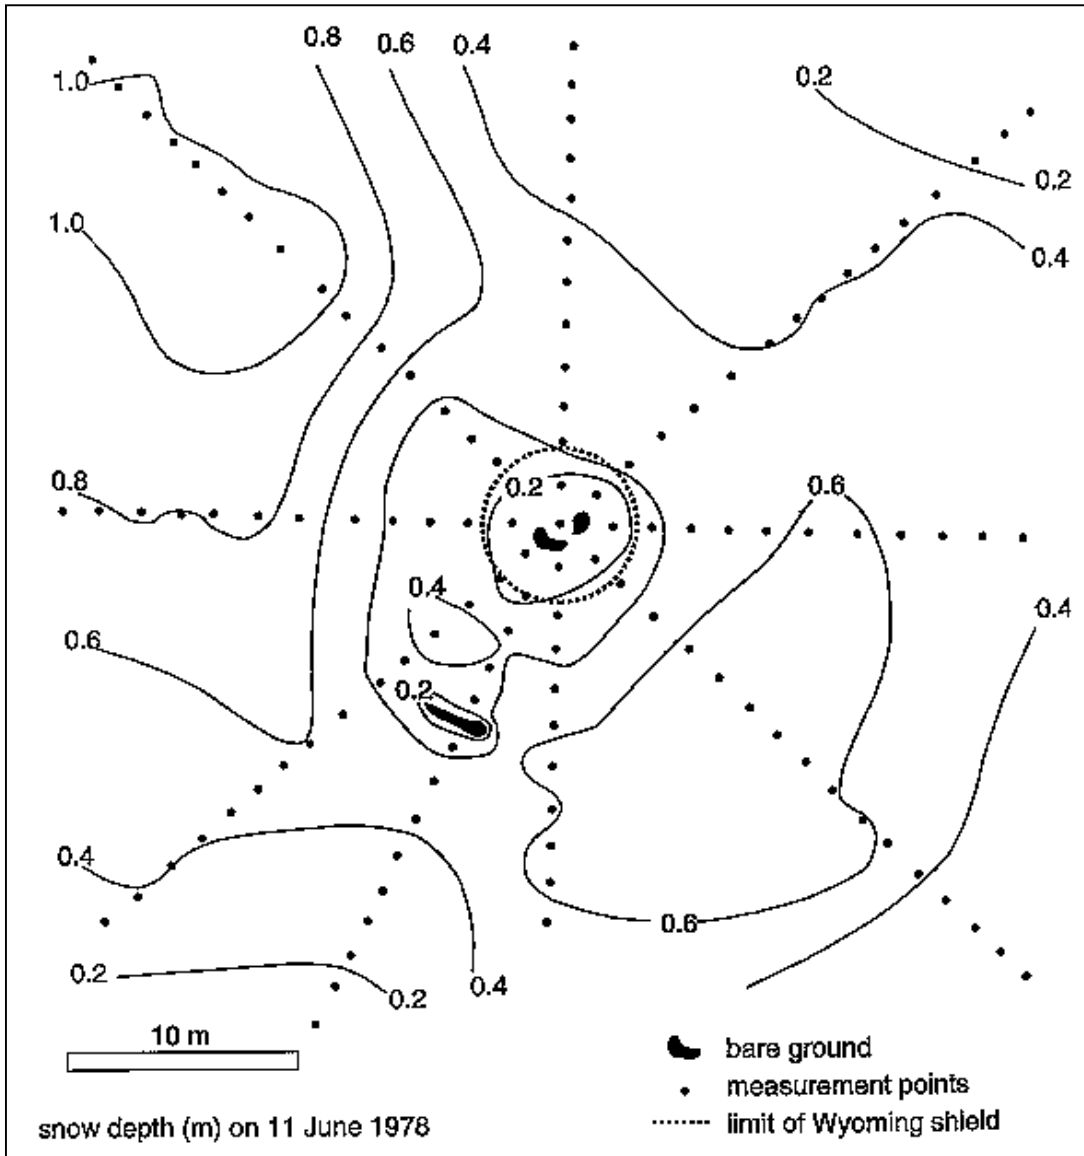 0.8 0.6 0.4
1.0 0.2
0.2
1.0
0.4
0.8 0.2 0.6
0.4
0.4
0.6
0.2
0.4
0.6
0.2 0.2 0.4
10 m
bare ground
measurement points
limit of Wyoming shield
snow depth (m) on 11 June 1978